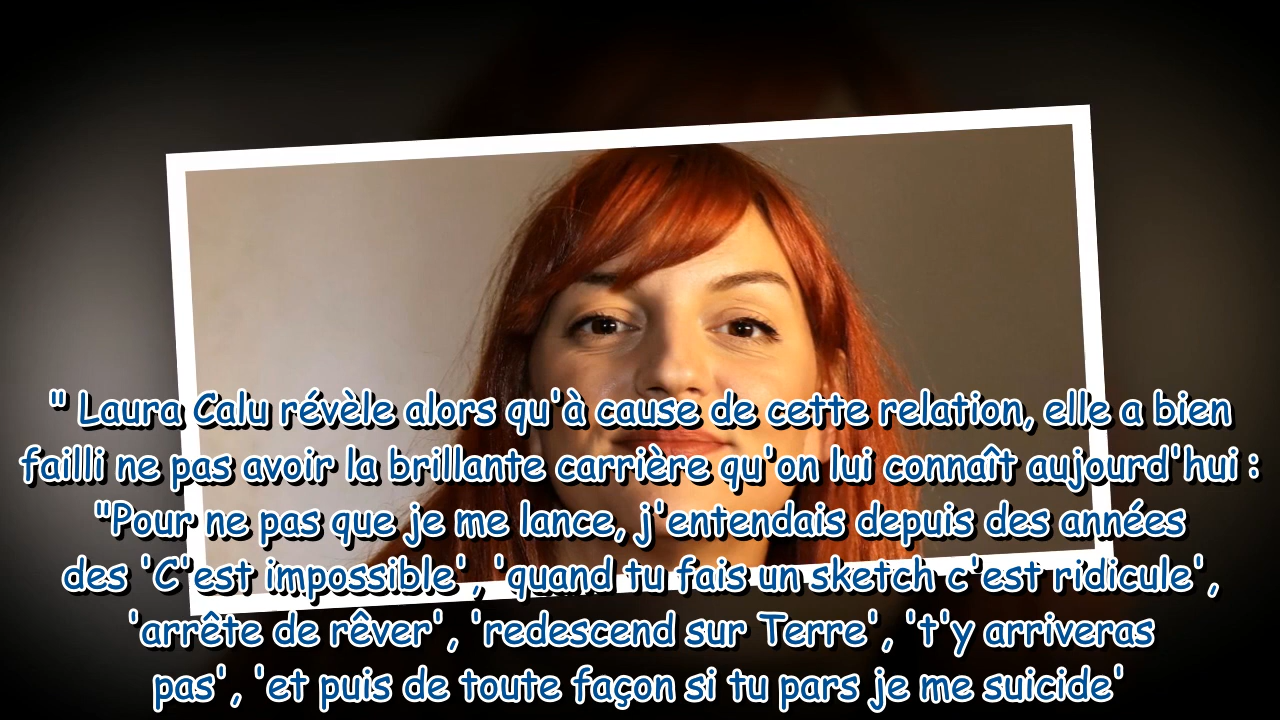 " Laura Calu révèle alors qu'à cause de cette relation, elle a bien
failli ne pas avoir la brillante carrière qu'on lui connaît aujourd'hui :
"Pour ne pas que je me lance, j'entendais depuis des années
des 'C'est impossible', 'quand tu fais un sketch c'est ridicule',
'arrête de rêver', 'redescend sur Terre', 't'y arriveras
pas', 'et puis de toute façon si tu pars je me suicide'